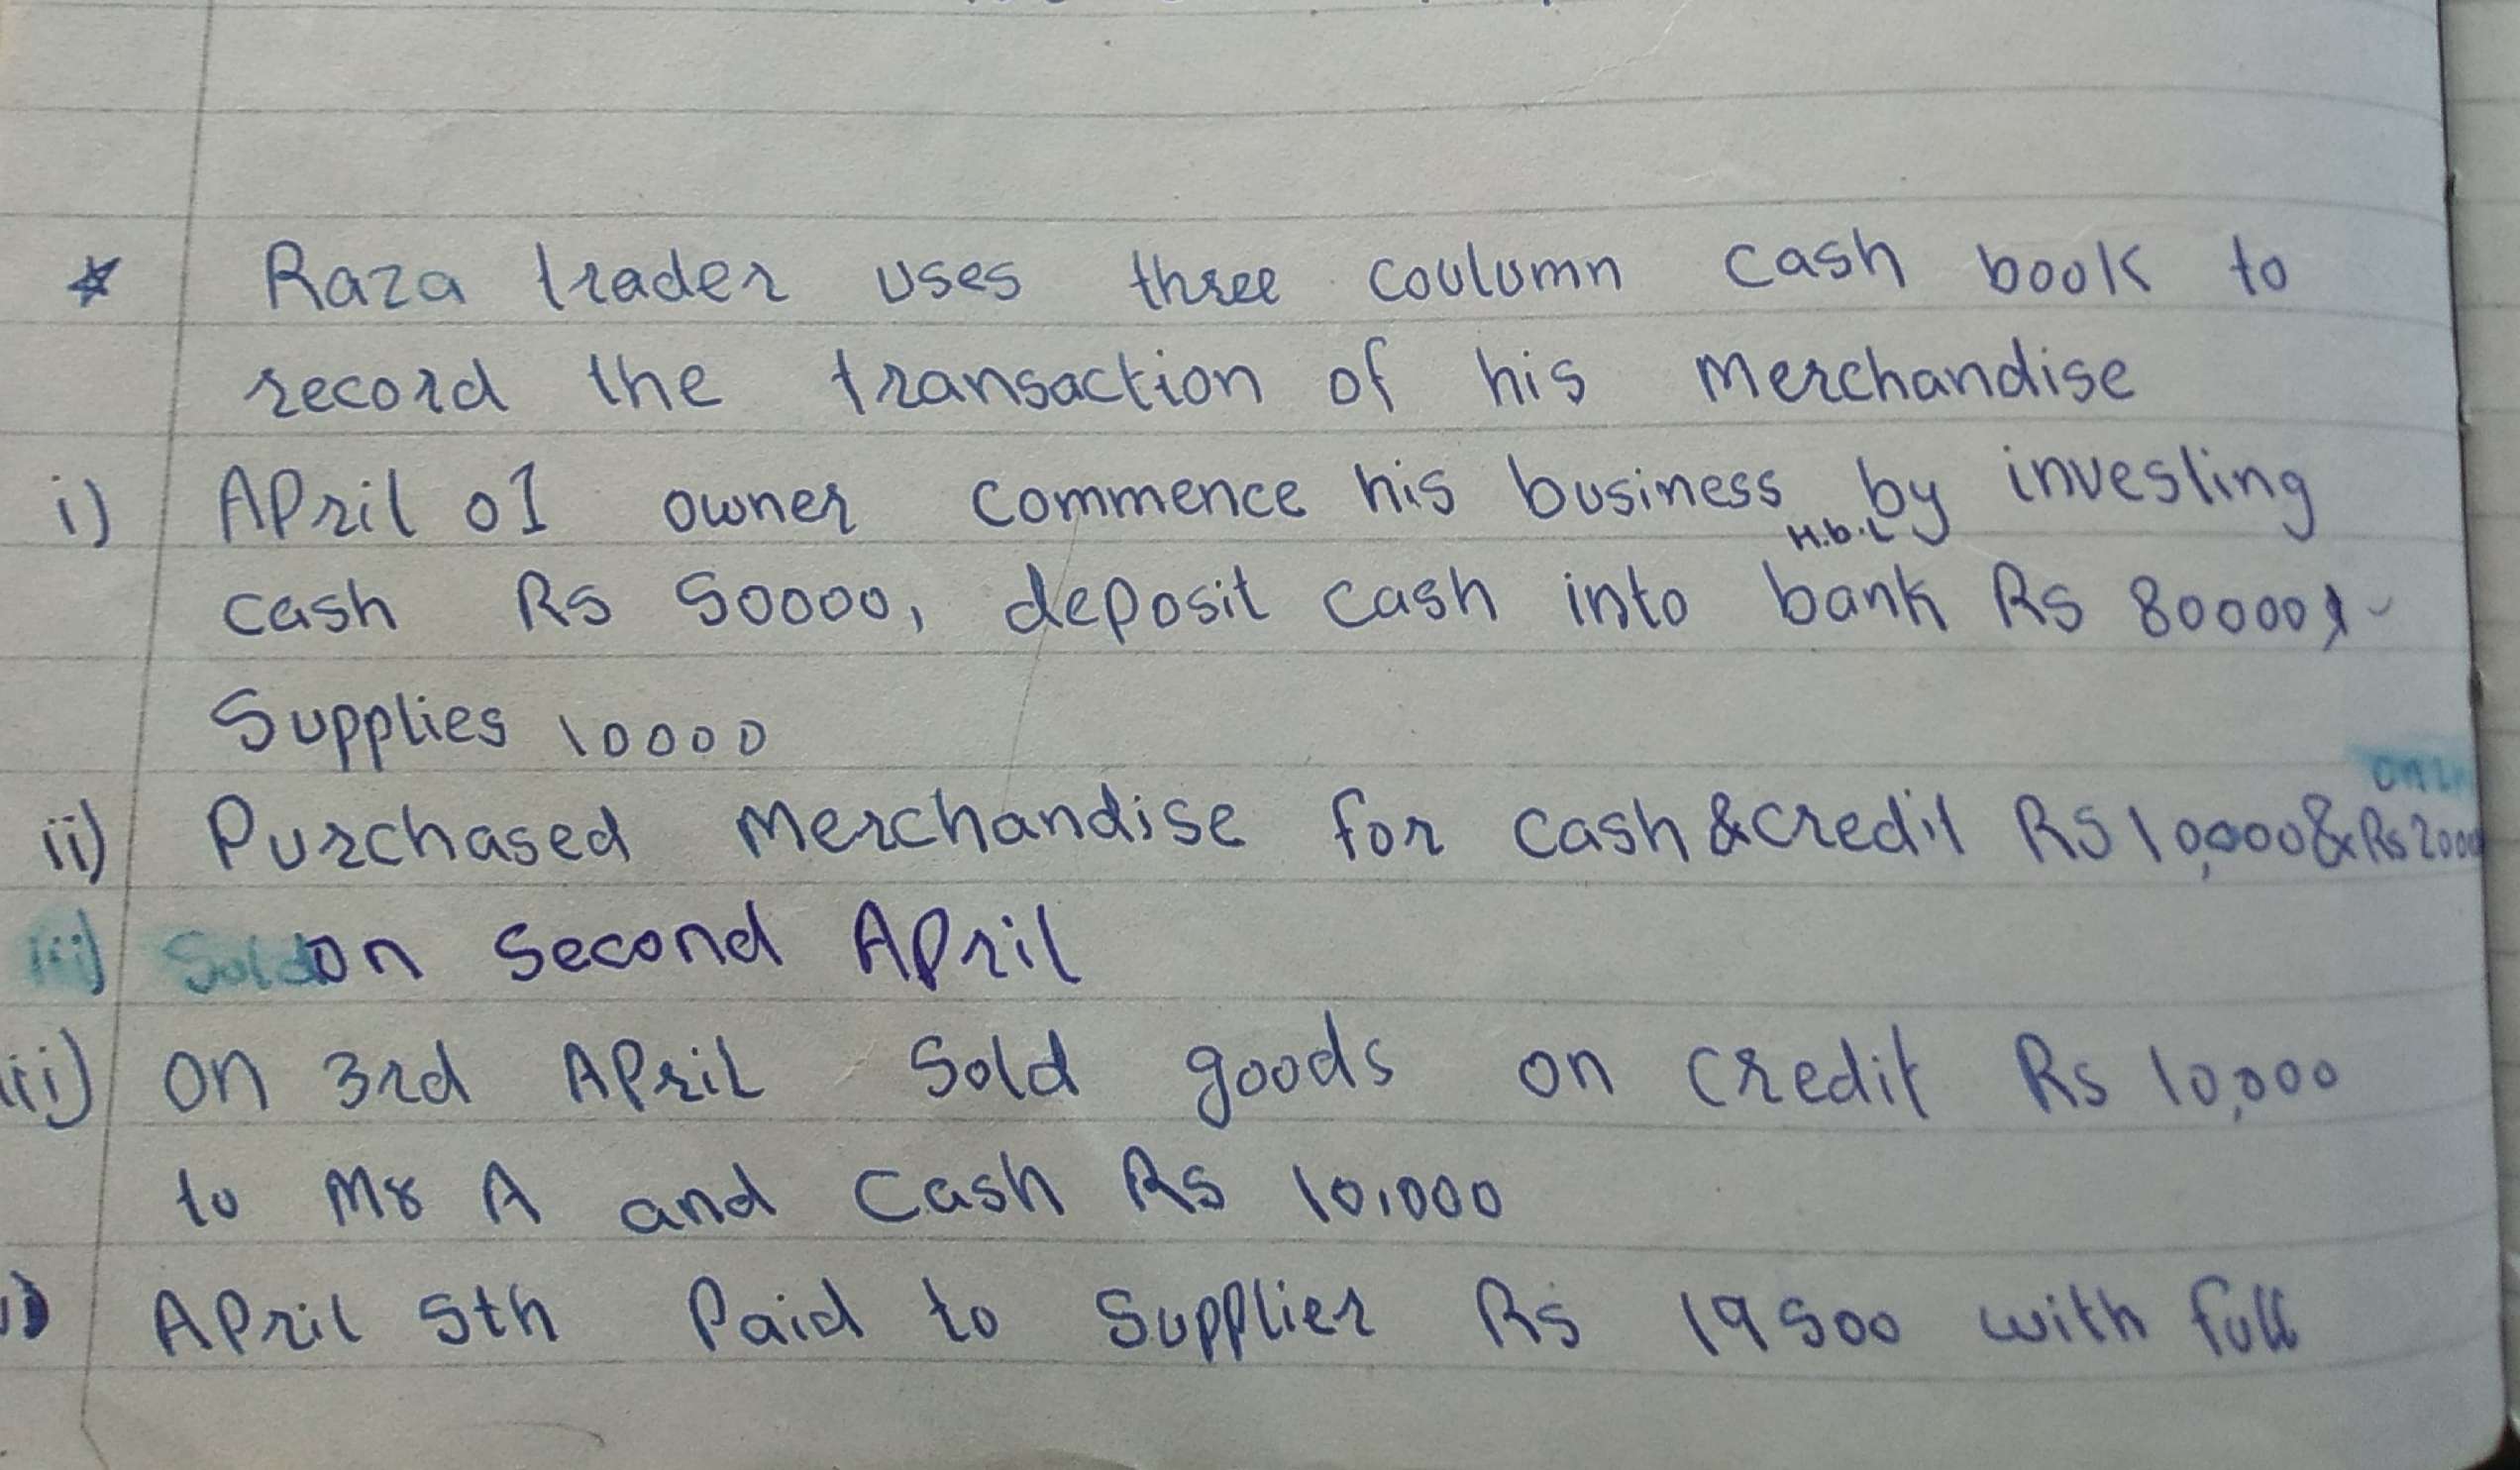 * Raza trader uses three coulumn cash book to
record the transaction of his Merchandise
i) April 01 owner commence his business by investing
H.b.L
cash Rs 50000, deposit cash into bank Rs 80000,
Supplies 10000
ii) Purchased Merchandise for cash & credit Rs 10,000 & Rs 2000
iii) Sold on second April
iii) on 3rd April Sold goods on credit Rs 10,000
to Mr A and cash Rs 10,000
April 5th Paid to Supplier Rs 19500 with full